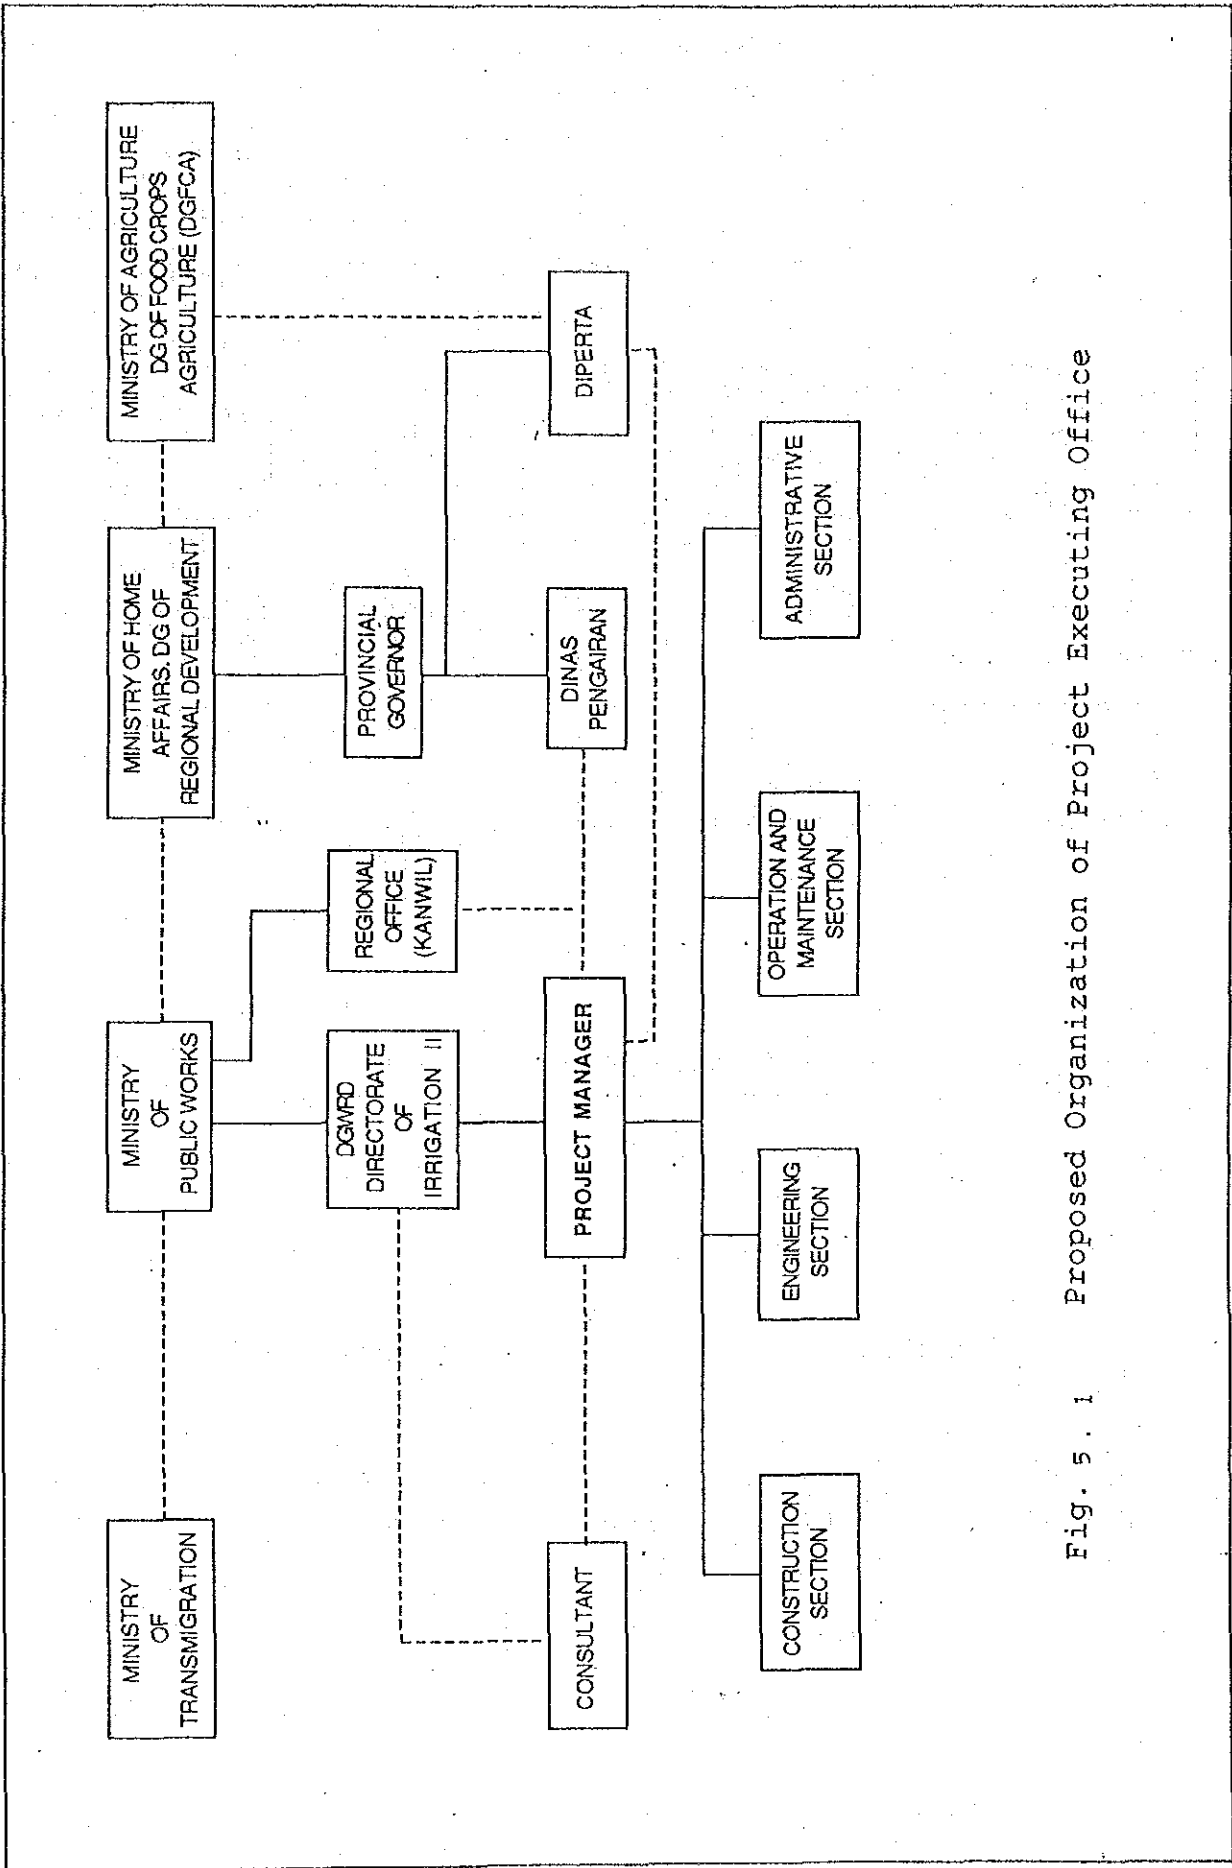 MINISTRY
OF
TRANSMIGRATION
MINISTRY
OF
PUBLIC WORKS
MINISTRY OF HOME
AFFAIRS. DG OF
REGIONAL DEVELOPMENT
MINISTRY OF AGRICULTURE
DG OF FOOD CROPS
AGRICULTURE (DGFCA)
DGWRD
DIRECTORATE
OF
IRRIGATION II
REGIONAL
OFFICE
(KANWIL)
PROVINCIAL
GOVERNOR
CONSULTANT
PROJECT MANAGER
DINAS
PENGAIRAN
DIPERTA
CONSTRUCTION
SECTION
ENGINEERING
SECTION
OPERATION AND
MAINTENANCE
SECTION
ADMINISTRATIVE
SECTION
Fig. 5. 1 Proposed Organization of Project Executing Office